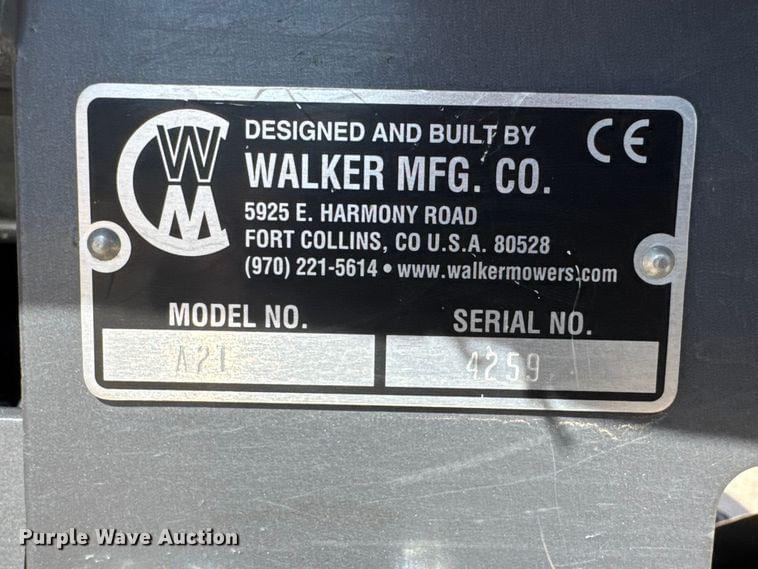 W
M
DESIGNED AND BUILT BY
CE
WALKER MFG. CO.
5925 E. HARMONY ROAD
FORT COLLINS, CO U.S.A. 80528
(970) 221-5614 • www.walkermowers.com
MODEL NO. SERIAL NO.
A21 4259
Purple Wave Auction